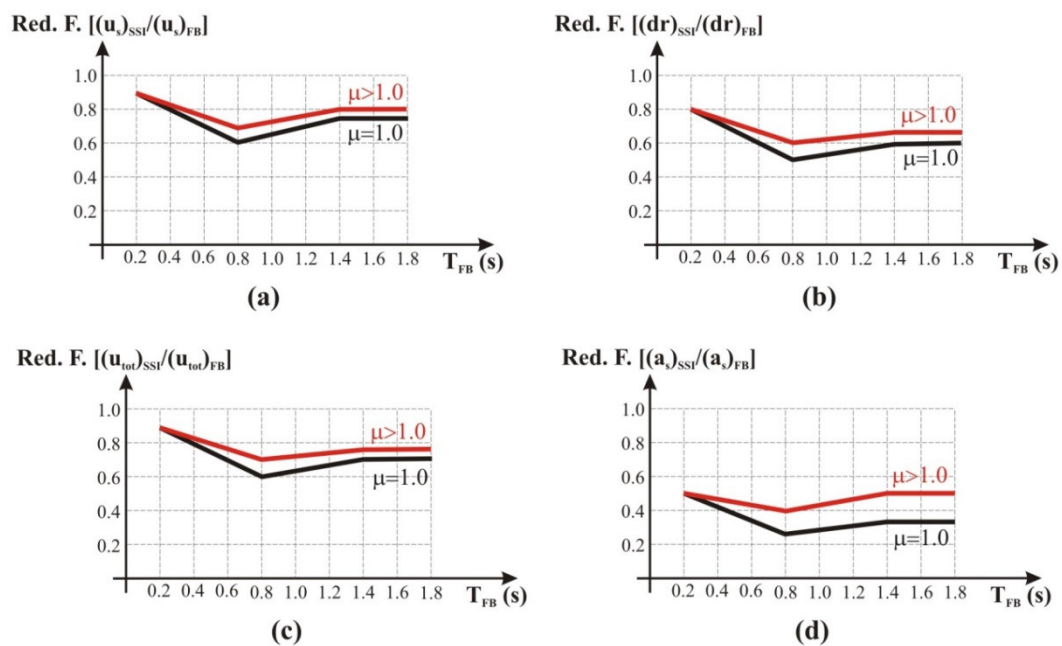 Red. F. [(uₛ)SSI/(uₛ)FB]
1.0
0.8
0.6
0.4
0.2
μ>1.0
μ=1.0
0.2 0.4 0.6 0.8 1.0 1.2 1.4 1.6 1.8
TFB (s)
(a)
Red. F. [(dr)SSI/(dr)FB]
1.0
0.8
0.6
0.4
0.2
μ>1.0
μ=1.0
0.2 0.4 0.6 0.8 1.0 1.2 1.4 1.6 1.8
TFB (s)
(b)
Red. F. [(utot)SSI/(utot)FB]
1.0
0.8
0.6
0.4
0.2
μ>1.0
μ=1.0
0.2 0.4 0.6 0.8 1.0 1.2 1.4 1.6 1.8
TFB (s)
(c)
Red. F. [(aₛ)SSI/(aₛ)FB]
1.0
0.8
0.6
0.4
0.2
μ>1.0
μ=1.0
0.2 0.4 0.6 0.8 1.0 1.2 1.4 1.6 1.8
TFB (s)
(d)